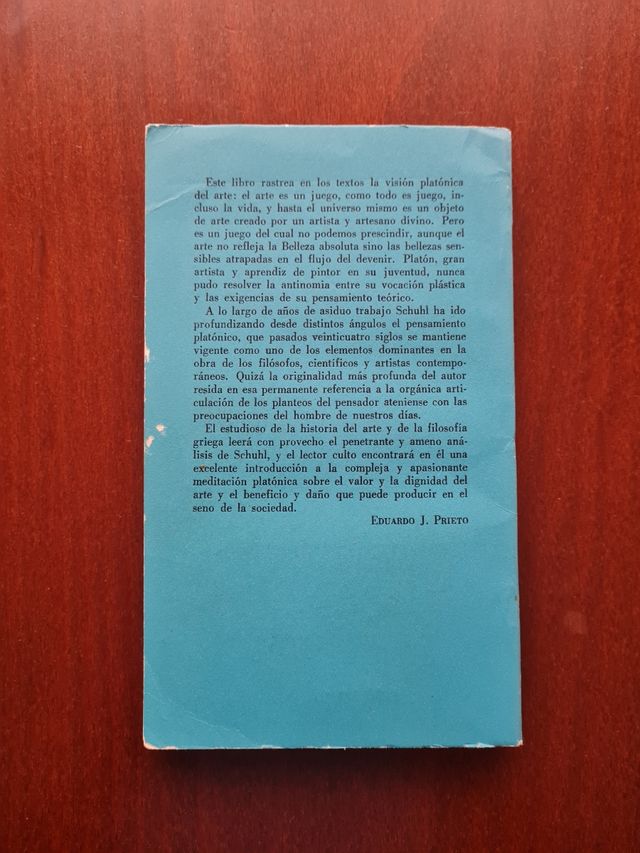 Este libro rastrea en los textos la visión platónica
del arte: el arte es un juego, como todo es juego, in-
cluso la vida, y hasta el universo mismo es un objeto
de arte creado por un artista y artesano divino. Pero
es un juego del cual no podemos prescindir, aunque el
arte no refleja la Belleza absoluta sino las bellezas sen-
sibles atrapadas en el flujo del devenir. Platón, gran
artista y aprendiz de pintor en su juventud, nunca
pudo resolver la antinomia entre su vocación plástica
y las exigencias de su pensamiento teórico.
A lo largo de años de asiduo trabajo Schuhl ha ido
profundizando desde distintos ángulos el pensamiento
platónico, que pasados veinticuatro siglos se mantiene
vigente como uno de los elementos dominantes en la
obra de los filósofos, científicos y artistas contempo-
ráneos. Quizá la originalidad más profunda del autor
resida en esa permanente referencia a la orgánica arti-
culación de los planteos del pensador ateniense con las
preocupaciones del hombre de nuestros días.
El estudioso de la historia del arte y de la filosofía
griega leerá con provecho el penetrante y ameno aná-
lisis de Schuhl, y el lector culto encontrará en él una
excelente introducción a la compleja y apasionante
meditación platónica sobre el valor y la dignidad del
arte y el beneficio y daño que puede producir en el
seno de la sociedad.
EDUARDO J. PRIETO